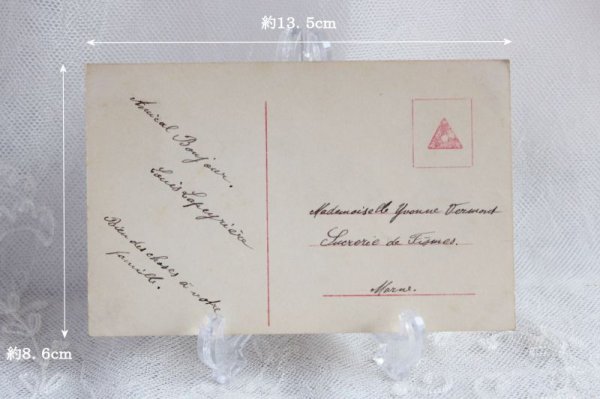 約13.5cm
約8.6cm
Amical Bonjour.
Louis Lapeyrière
Bien des choses à votre
famille.
Mademoiselle Yvonne Vermont
Sucrerie de Fismes.
Marne.